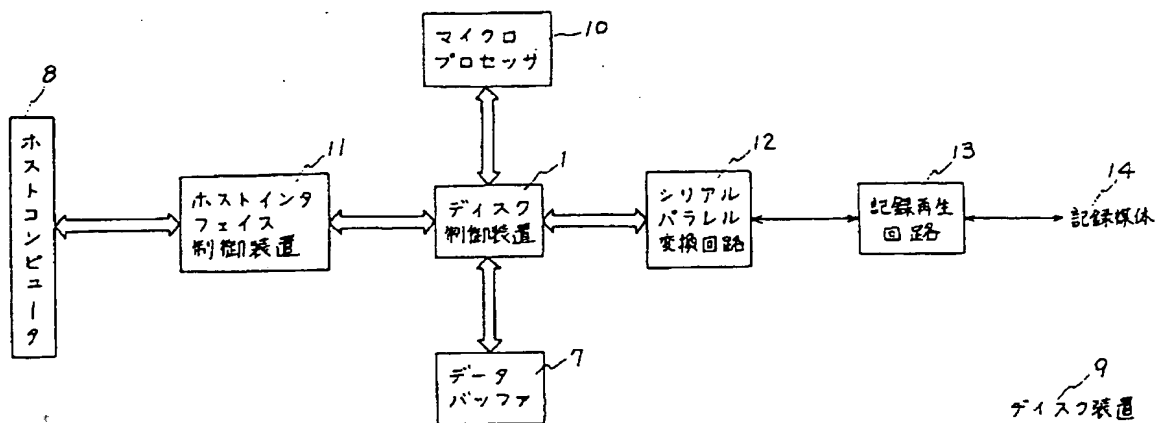 10
マイクロ
プロセッサ
8
ホストコンピュータ
11
ホストインタ
フェイス
制御装置
1
ディスク
制御装置
12
シリアル
パラレル
変換回路
13
記録再生
回路
14
記録媒体
7
データ
バッファ
9
ディスク装置